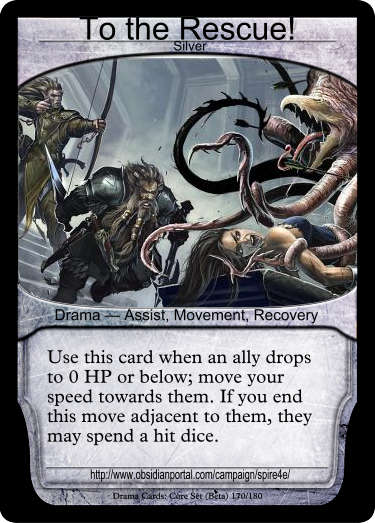 To the Rescue!
Silver
Drama — Assist, Movement, Recovery
Use this card when an ally drops
to 0 HP or below; move your
speed towards them. If you end
this move adjacent to them, they
may spend a hit dice.
http://www.obsidianportal.com/campaign/spire4e/
Drama Cards: Core Set (Beta) 170/180